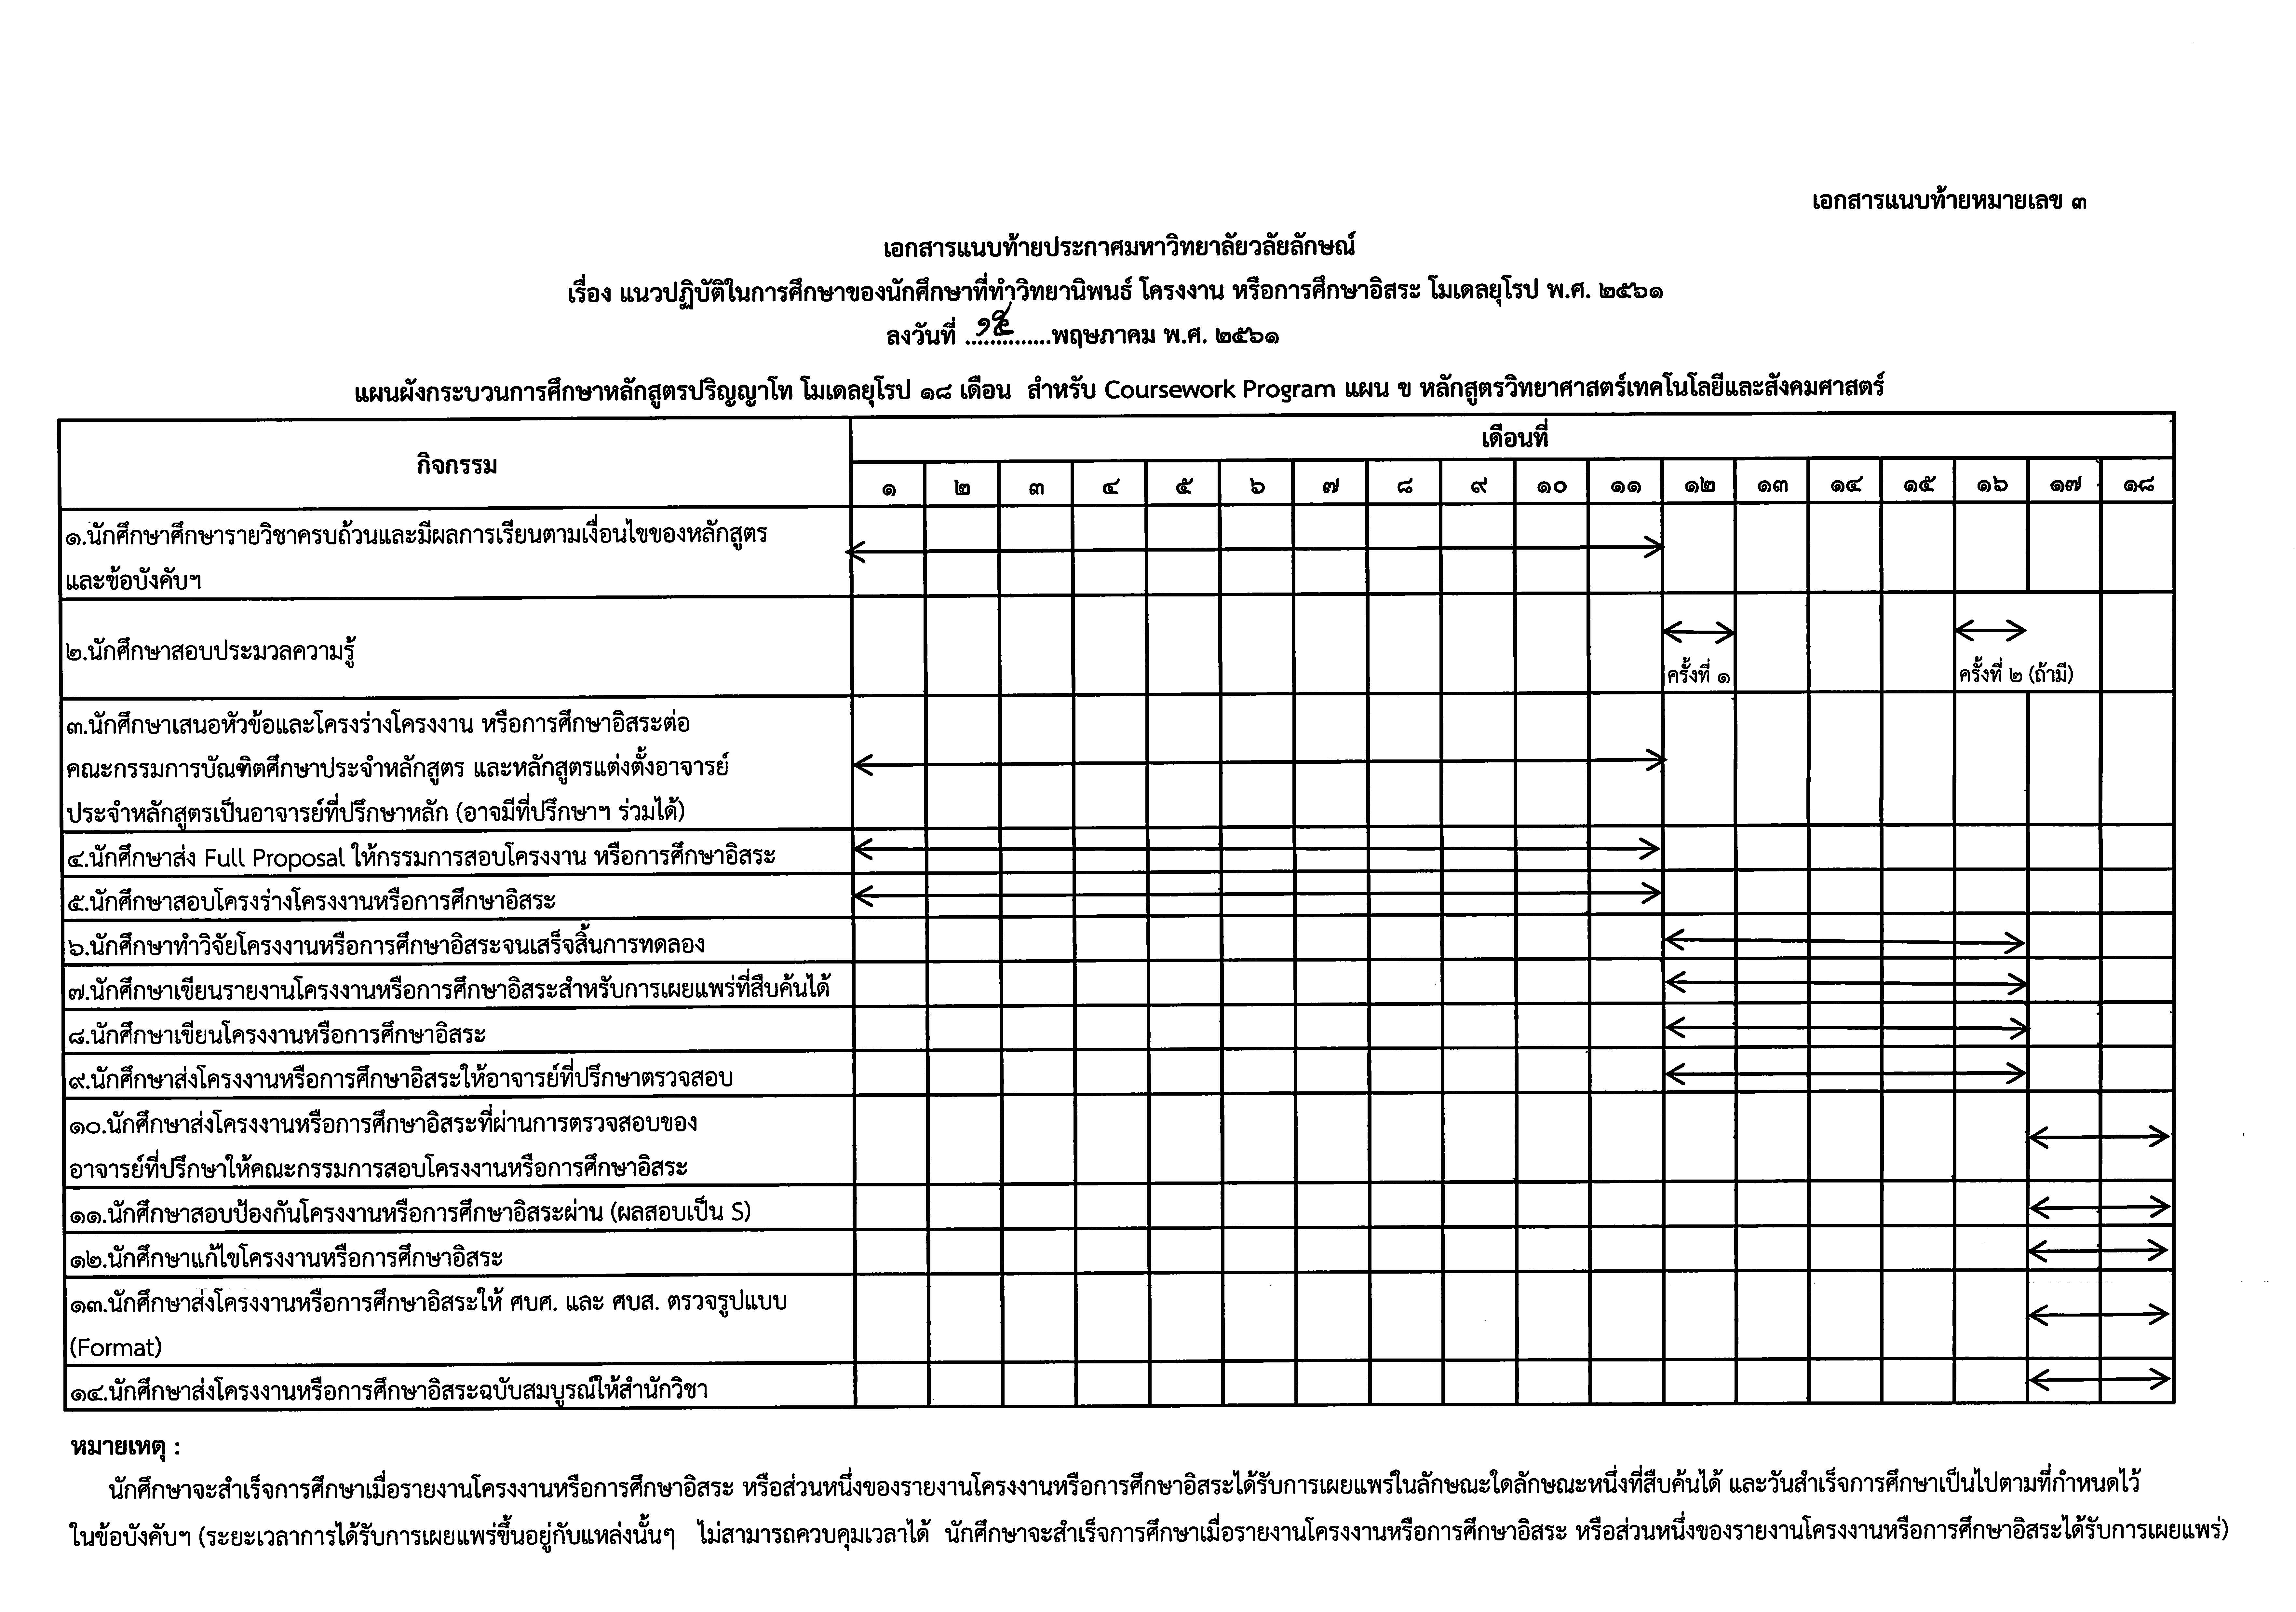 เอกสารแนบท้ายหมายเลข ๓
เอกสารแนบท้ายประกาศมหาวิทยาลัยวลัยลักษณ์
เรื่อง แนวปฏิบัติในการศึกษาของนักศึกษาที่ทำวิทยานิพนธ์ โครงงาน หรือการศึกษาอิสระ โมเดลยุโรป พ.ศ. ๒๕๖๑
ลงวันที่ ..............พฤษภาคม พ.ศ. ๒๕๖๑
แผนผังกระบวนการศึกษาหลักสูตรปริญญาโท โมเดลยุโรป ๑๘ เดือน สำหรับ Coursework Program แผน ข หลักสูตรวิทยาศาสตร์เทคโนโลยีและสังคมศาสตร์
กิจกรรม
เดือนที่
๑ ๒ ๓ ๔ ๕ ๖ ๗ ๘ ๙ ๑๐ ๑๑ ๑๒ ๑๓ ๑๔ ๑๕ ๑๖ ๑๗ ๑๘
๑.นักศึกษาศึกษารายวิชาครบถ้วนและมีผลการเรียนตามเงื่อนไขของหลักสูตร
และข้อบังคับฯ
๒.นักศึกษาสอบประมวลความรู้
ครั้งที่ ๑
ครั้งที่ ๒ (ถ้ามี)
๓.นักศึกษาเสนอหัวข้อและโครงร่างโครงงาน หรือการศึกษาอิสระต่อ
คณะกรรมการบัณฑิตศึกษาประจำหลักสูตร และหลักสูตรแต่งตั้งอาจารย์
ประจำหลักสูตรเป็นอาจารย์ที่ปรึกษาหลัก (อาจมีที่ปรึกษาฯ ร่วมได้)
๔.นักศึกษาส่ง Full Proposal ให้กรรมการสอบโครงงาน หรือการศึกษาอิสระ
๕.นักศึกษาสอบโครงร่างโครงงานหรือการศึกษาอิสระ
๖.นักศึกษาทำวิจัยโครงงานหรือการศึกษาอิสระจนเสร็จสิ้นการทดลอง
๗.นักศึกษาเขียนรายงานโครงงานหรือการศึกษาอิสระสำหรับการเผยแพร่ที่สืบค้นได้
๘.นักศึกษาเขียนโครงงานหรือการศึกษาอิสระ
๙.นักศึกษาส่งโครงงานหรือการศึกษาอิสระให้อาจารย์ที่ปรึกษาตรวจสอบ
๑๐.นักศึกษาส่งโครงงานหรือการศึกษาอิสระที่ผ่านการตรวจสอบของ
อาจารย์ที่ปรึกษาให้คณะกรรมการสอบโครงงานหรือการศึกษาอิสระ
๑๑.นักศึกษาสอบป้องกันโครงงานหรือการศึกษาอิสระผ่าน (ผลสอบเป็น S)
๑๒.นักศึกษาแก้ไขโครงงานหรือการศึกษาอิสระ
๑๓.นักศึกษาส่งโครงงานหรือการศึกษาอิสระให้ ศบศ. และ ศบส. ตรวจรูปแบบ
(Format)
๑๔.นักศึกษาส่งโครงงานหรือการศึกษาอิสระฉบับสมบูรณ์ให้สำนักวิชา
หมายเหตุ :
นักศึกษาจะสำเร็จการศึกษาเมื่อรายงานโครงงานหรือการศึกษาอิสระ หรือส่วนหนึ่งของรายงานโครงงานหรือการศึกษาอิสระได้รับการเผยแพร่ในลักษณะใดลักษณะหนึ่งที่สืบค้นได้ และวันสำเร็จการศึกษาเป็นไปตามที่กำหนดไว้
ในข้อบังคับฯ (ระยะเวลาการได้รับการเผยแพร่ขึ้นอยู่กับแหล่งนั้นๆ ไม่สามารถควบคุมเวลาได้ นักศึกษาจะสำเร็จการศึกษาเมื่อรายงานโครงงานหรือการศึกษาอิสระ หรือส่วนหนึ่งของรายงานโครงงานหรือการศึกษาอิสระได้รับการเผยแพร่)